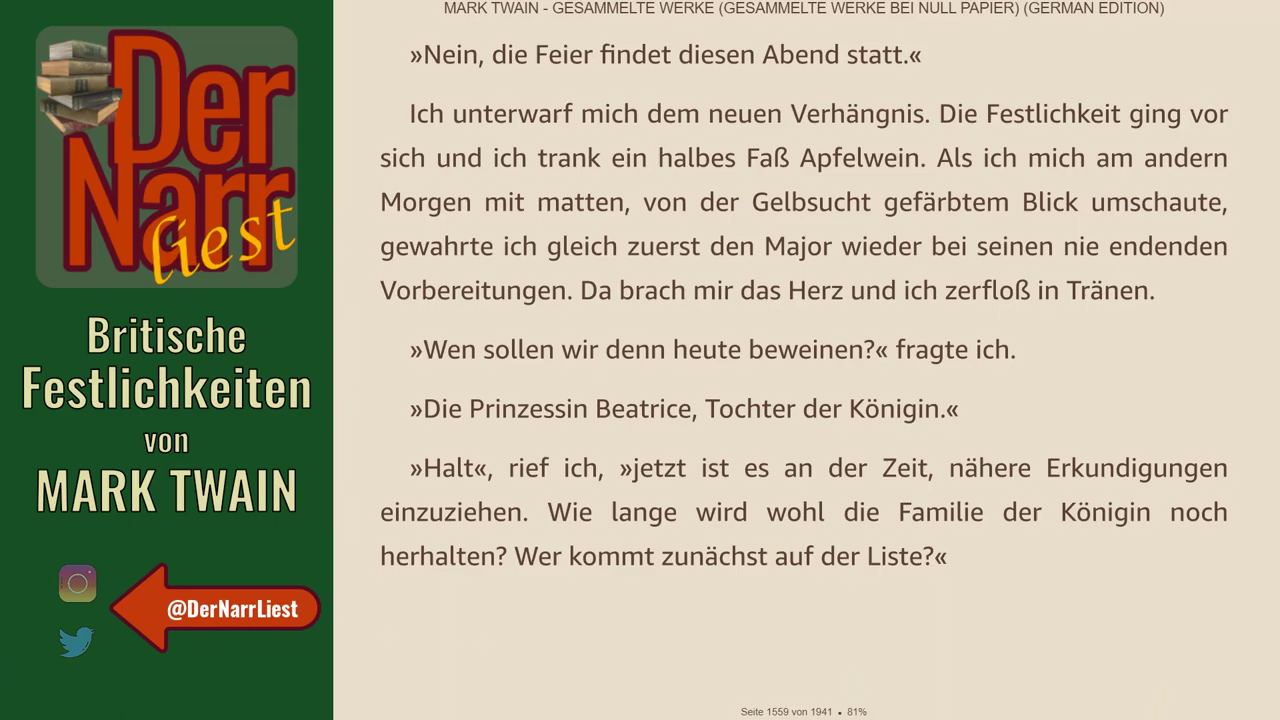 MARK TWAIN - GESAMMELTE WERKE (GESAMMELTE WERKE BEI NULL PAPIER) (GERMAN EDITION)
Der
Narr
liest
Britische
Festlichkeiten
von
MARK TWAIN
@DerNarrLiest
»Nein, die Feier findet diesen Abend statt.«
Ich unterwarf mich dem neuen Verhängnis. Die Festlichkeit ging vor
sich und ich trank ein halbes Faß Apfelwein. Als ich mich am andern
Morgen mit matten, von der Gelbsucht gefärbtem Blick umschaute,
gewahrte ich gleich zuerst den Major wieder bei seinen nie endenden
Vorbereitungen. Da brach mir das Herz und ich zerfloß in Tränen.
»Wen sollen wir denn heute beweinen?« fragte ich.
»Die Prinzessin Beatrice, Tochter der Königin.«
»Halt«, rief ich, »jetzt ist es an der Zeit, nähere Erkundigungen
einzuziehen. Wie lange wird wohl die Familie der Königin noch
herhalten? Wer kommt zunächst auf der Liste?«
Seite 1559 von 1941 • 81%